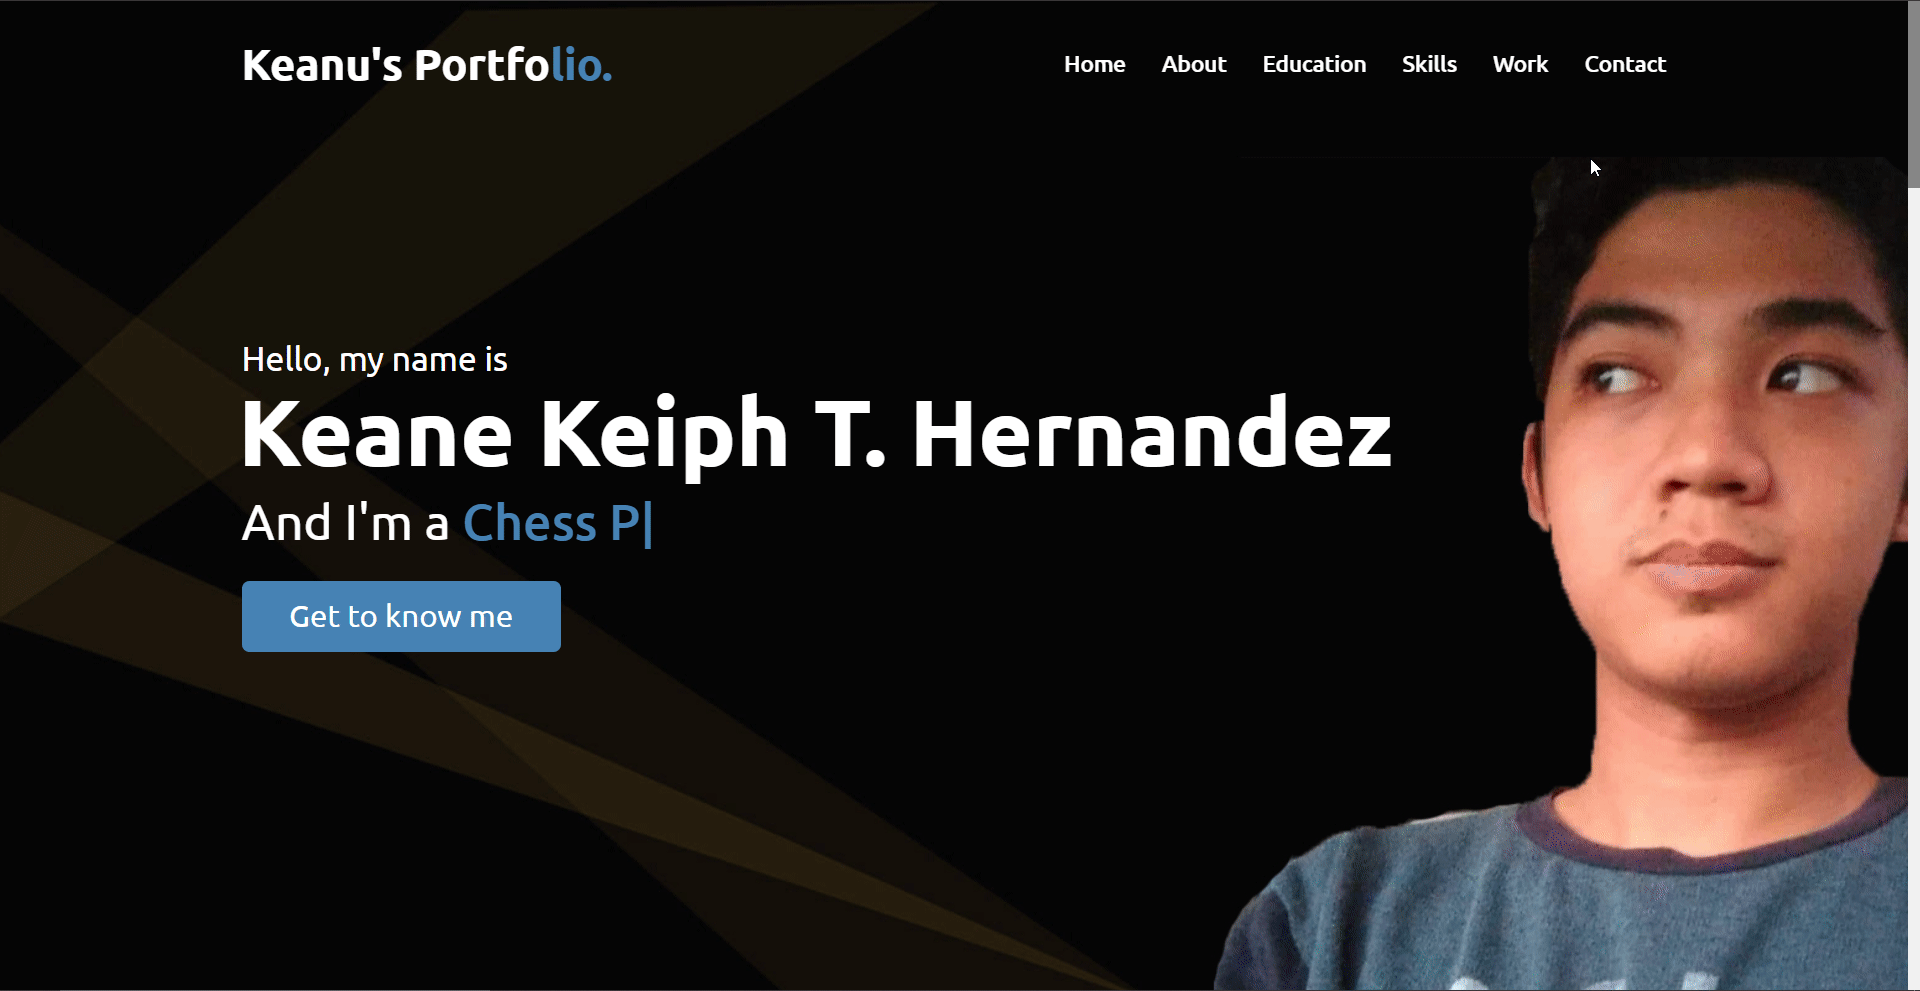 Keanu's Portfolio.
Home About Education Skills Work Contact
Hello, my name is
Keane Keiph T. Hernandez
And I'm a Chess P|
Get to know me